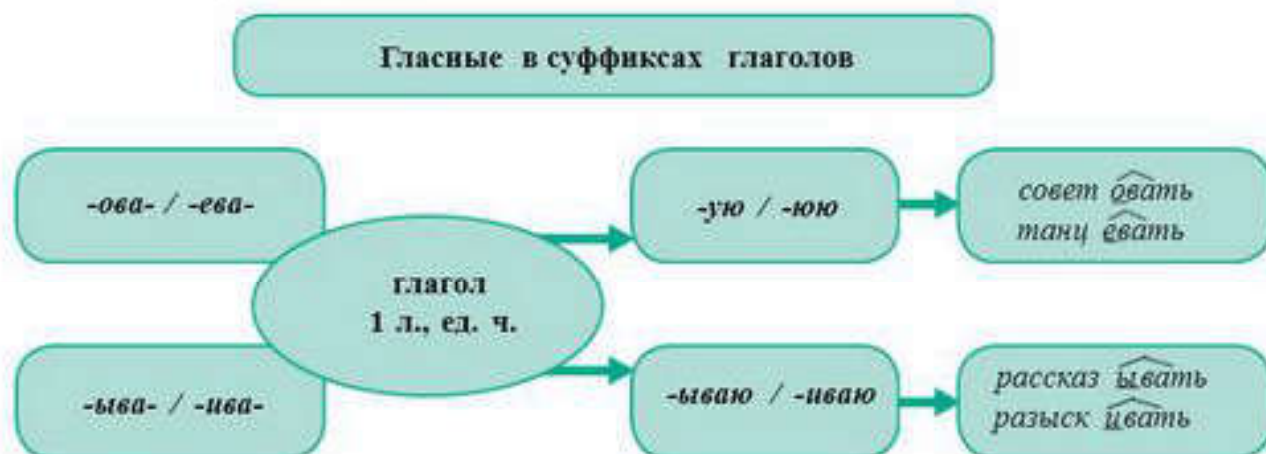 Гласные в суффиксах глаголов
-ова- / -ева-
глагол
1 л., ед. ч.
-ую / -юю
совет овать
танц евать
-ыва- / -ива-
-ываю / -иваю
рассказ ывать
разыск ивать